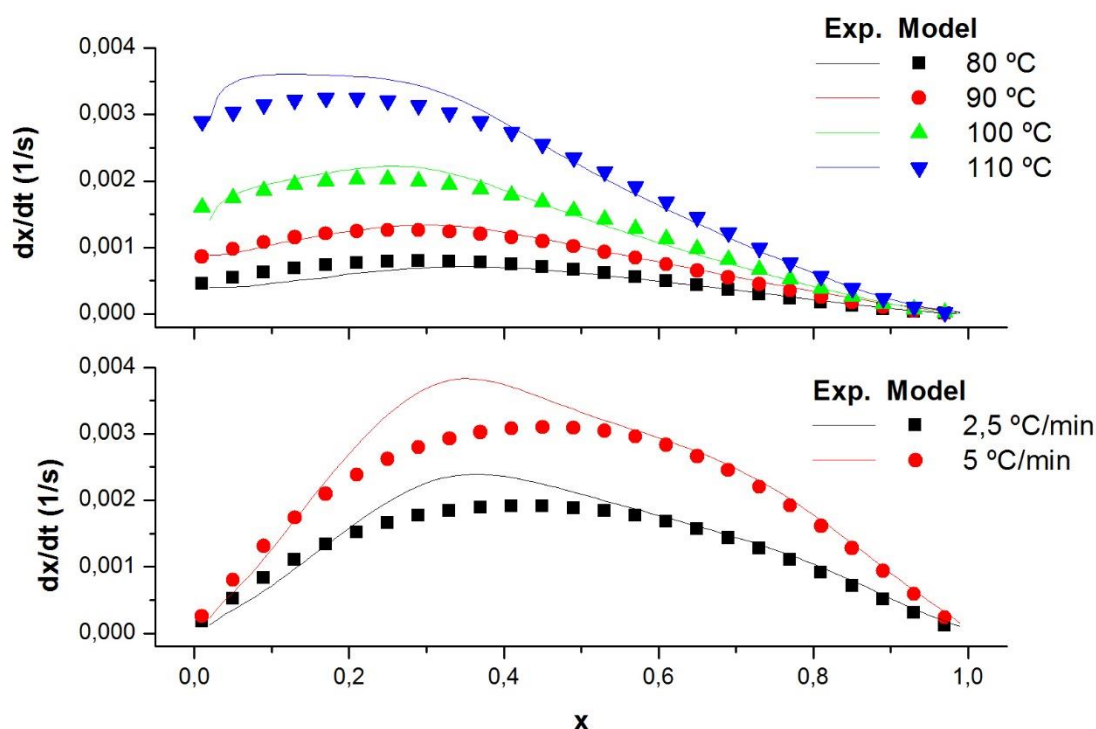 Exp. Model
80 ºC
90 ºC
100 ºC
110 ºC
0,004
0,003
0,002
0,001
0,000
dx/dt (1/s)
Exp. Model
2,5 ºC/min
5 ºC/min
0,004
0,003
0,002
0,001
0,000
dx/dt (1/s)
0,0 0,2 0,4 0,6 0,8 1,0
x